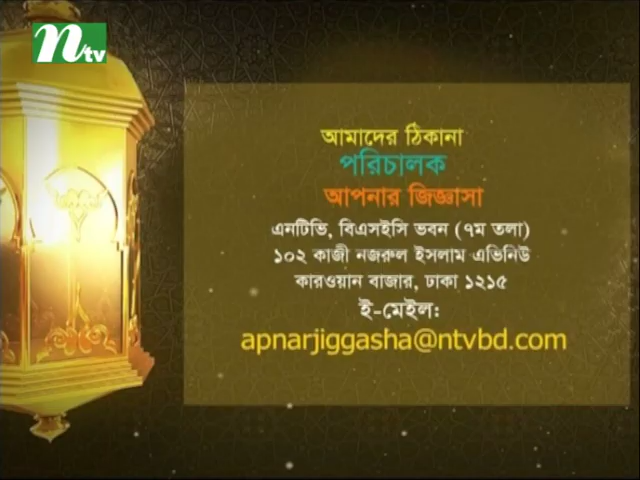 ntv
আমাদের ঠিকানা
পরিচালক
আপনার জিজ্ঞাসা
এনটিভি, বিএসইসি ভবন (৭ম তলা)
১০২ কাজী নজরুল ইসলাম এভিনিউ
কারওয়ান বাজার, ঢাকা ১২১৫
ই-মেইল:
apnarjiggasha@ntvbd.com